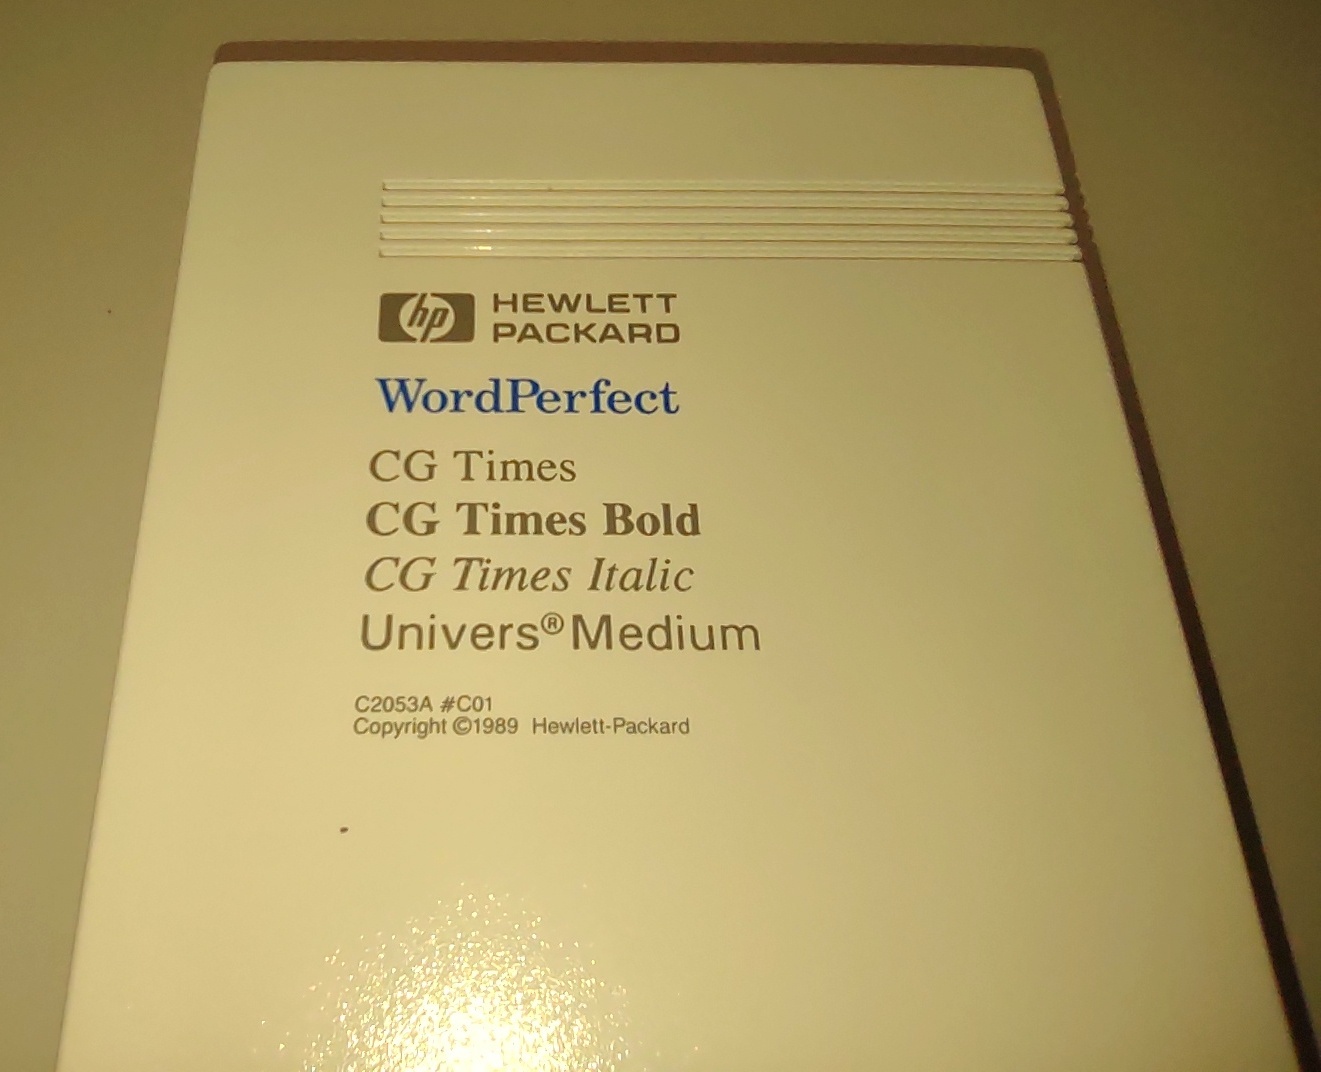 hp HEWLETT
PACKARD
WordPerfect
CG Times
CG Times Bold
CG Times Italic
Univers® Medium
C2053A #C01
Copyright ©1989 Hewlett-Packard